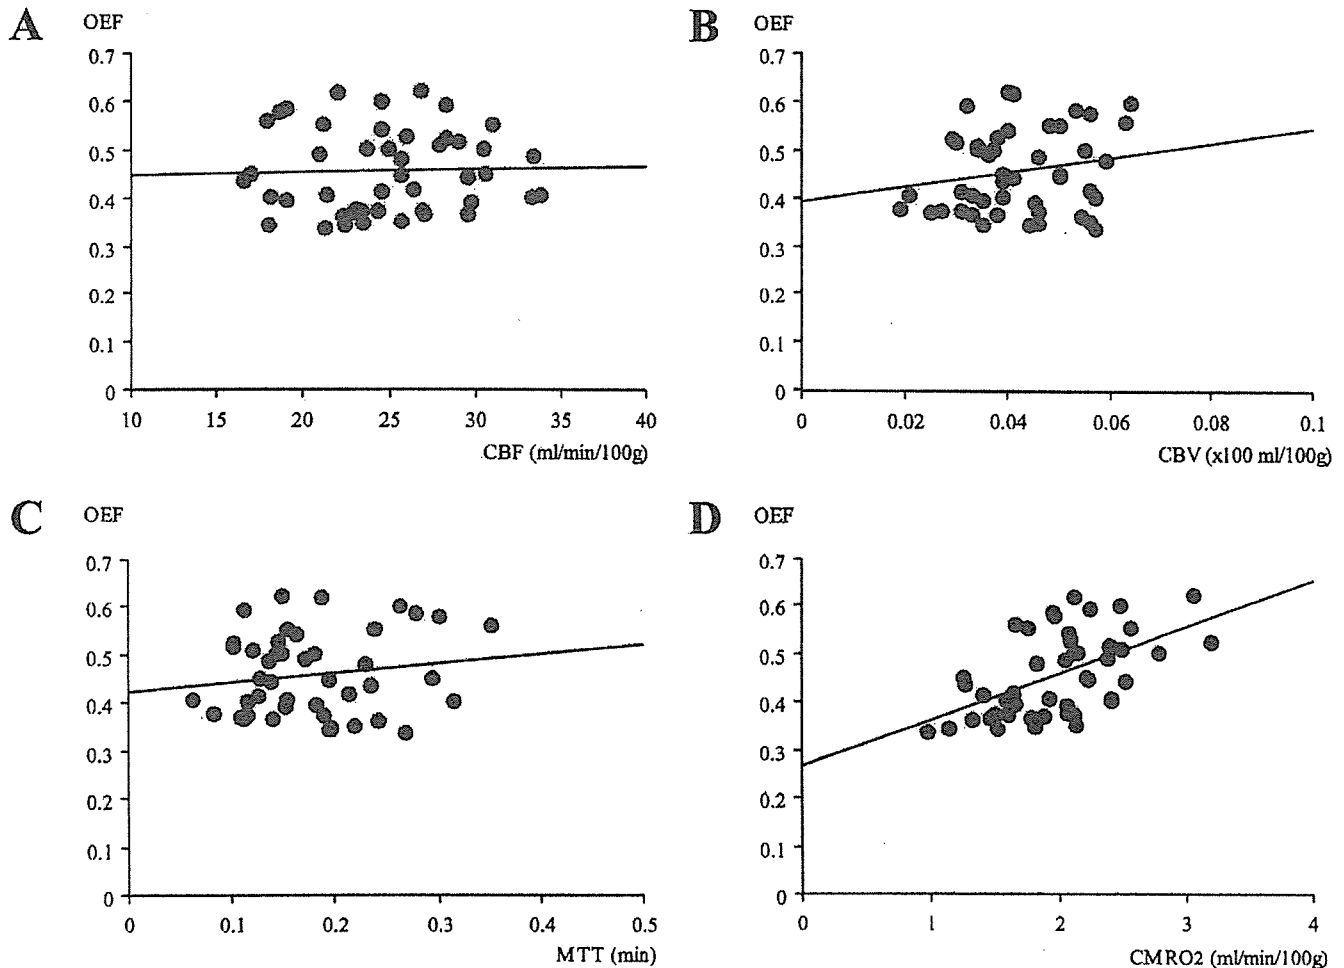 A
OEF
0.7
0.6
0.5
0.4
0.3
0.2
0.1
0
10 15 20 25 30 35 40
CBF (ml/min/100g)
B
OEF
0.7
0.6
0.5
0.4
0.3
0.2
0.1
0
0 0.02 0.04 0.06 0.08 0.1
CBV (x100 ml/100g)
C
OEF
0.7
0.6
0.5
0.4
0.3
0.2
0.1
0
0 0.1 0.2 0.3 0.4 0.5
MTT (min)
D
OEF
0.7
0.6
0.5
0.4
0.3
0.2
0.1
0
0 1 2 3 4
CMRO2 (ml/min/100g)